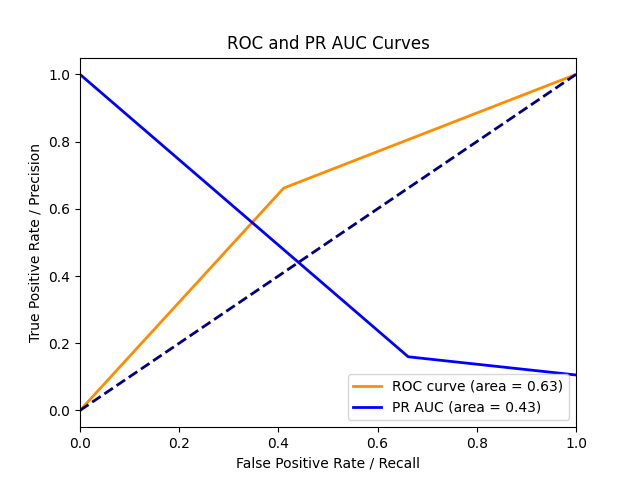 ROC and PR AUC Curves
True Positive Rate / Precision
1.0
0.8
0.6
0.4
0.2
0.0
0.0 0.2 0.4 0.6 0.8 1.0
False Positive Rate / Recall
ROC curve (area = 0.63)
PR AUC (area = 0.43)